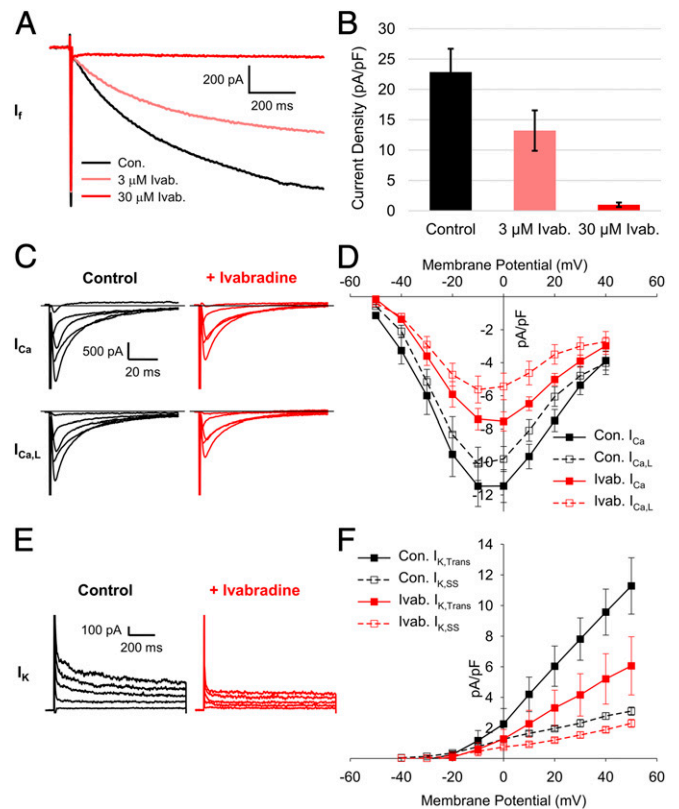 A
200 pA
200 ms
If
Con.
3 μM Ivab.
30 μM Ivab.
B
Current Density (pA/pF)
30
25
20
15
10
5
0
Control
3 μM Ivab.
30 μM Ivab.
C
Control
+ Ivabradine
ICa
500 pA
20 ms
ICa,L
D
Membrane Potential (mV)
-60 -40 -20 0 20 40 60
pA/pF
-2
-4
-6
-8
-10
-12
Con. ICa
Con. ICa,L
Ivab. ICa
Ivab. ICa,L
E
Control
+ Ivabradine
100 pA
200 ms
IK
F
Con. IK,Trans
Con. IK,SS
Ivab. IK,Trans
Ivab. IK,SS
14
12
10
8
6
4
2
pA/pF
-60 -40 -20 0 20 40 60
Membrane Potential (mV)